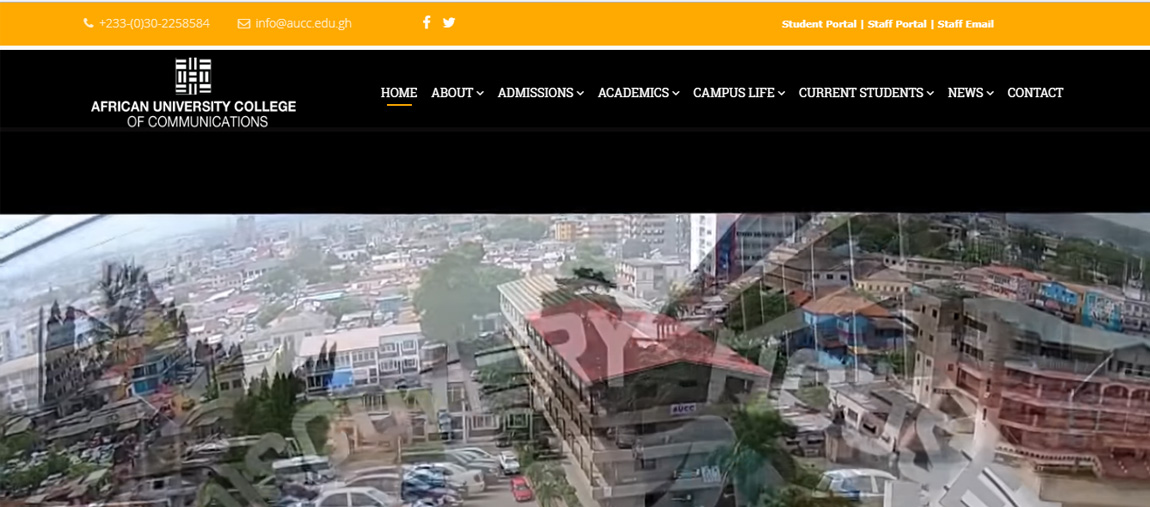 +233-(0)30-2258584 info@aucc.edu.gh Student Portal | Staff Portal | Staff Email
AFRICAN UNIVERSITY COLLEGE
OF COMMUNICATIONS
HOME ABOUT ADMISSIONS ACADEMICS CAMPUS LIFE CURRENT STUDENTS NEWS CONTACT
AUCC